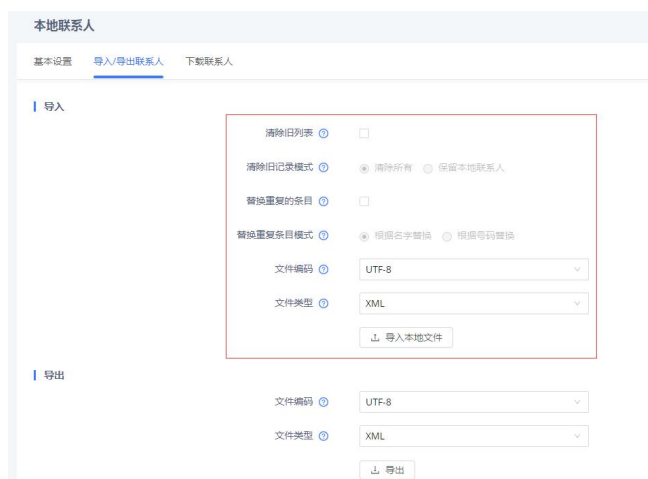 本地联系人
基本设置 导入/导出联系人 下载联系人
导入
清除旧列表
清除旧记录模式 清除所有 保留本地联系人
替换重复的条目
替换重复条目模式 根据名字替换 根据号码替换
文件编码 UTF-8
文件类型 XML
导入本地文件
导出
文件编码 UTF-8
文件类型 XML
导出